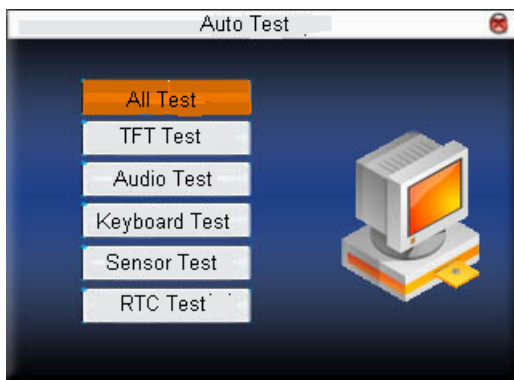 Auto Test
All Test
TFT Test
Audio Test
Keyboard Test
Sensor Test
RTC Test